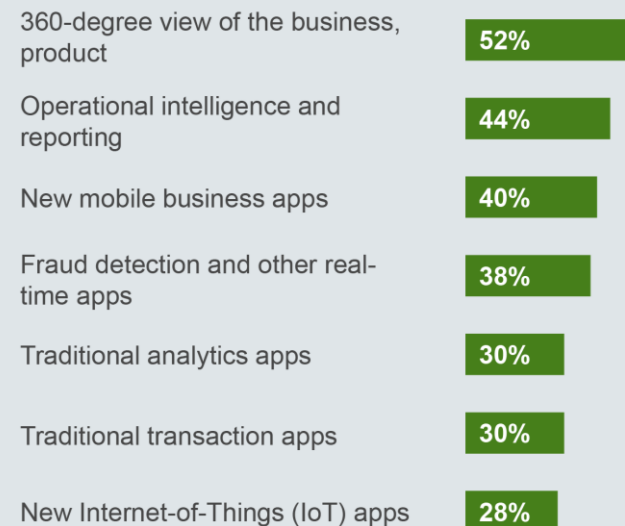 360-degree view of the business,
product
52%
Operational intelligence and
reporting
44%
New mobile business apps
40%
Fraud detection and other real-
time apps
38%
Traditional analytics apps
30%
Traditional transaction apps
30%
New Internet-of-Things (IoT) apps
28%